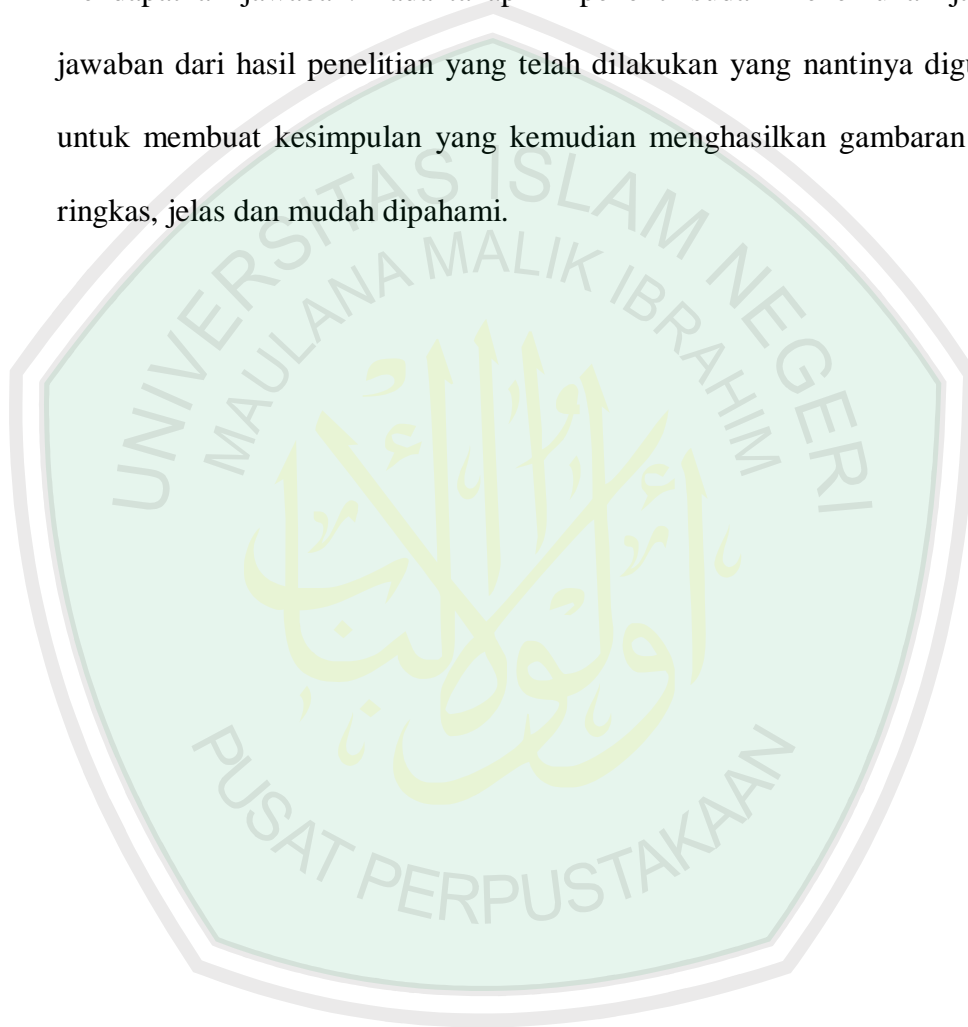 jawaban dari hasil penelitian yang telah dilakukan yang nantinya
untuk membuat kesimpulan yang kemudian menghasilkan gambaran
ringkas, jelas dan mudah dipahami.
UNIVERSITAS ISLAM NEGERI
MAULANA MALIK IBRAHIM
PUSAT PERPUSTAKAAN